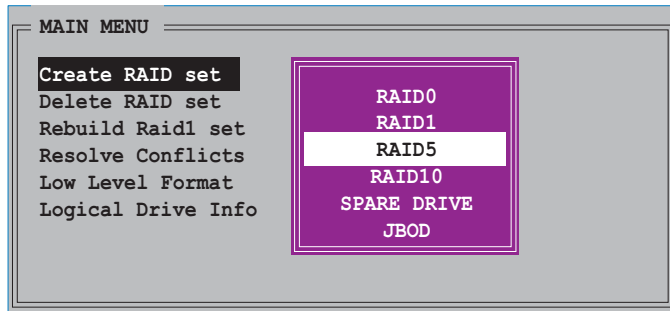 MAIN MENU
Create RAID set
Delete RAID set
Rebuild Raid1 set
Resolve Conflicts
Low Level Format
Logical Drive Info
RAID0
RAID1
RAID5
RAID10
SPARE DRIVE
JBOD